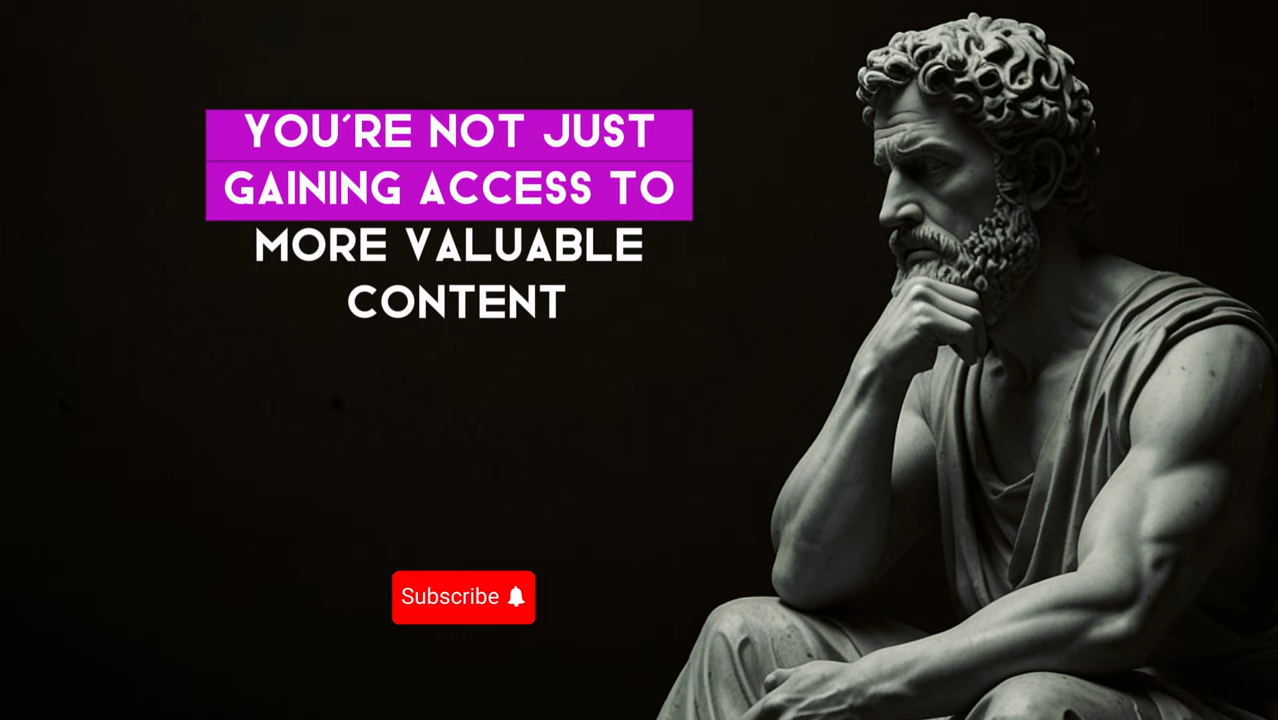 YOU'RE NOT JUST
GAINING ACCESS TO
MORE VALUABLE
CONTENT
Subscribe